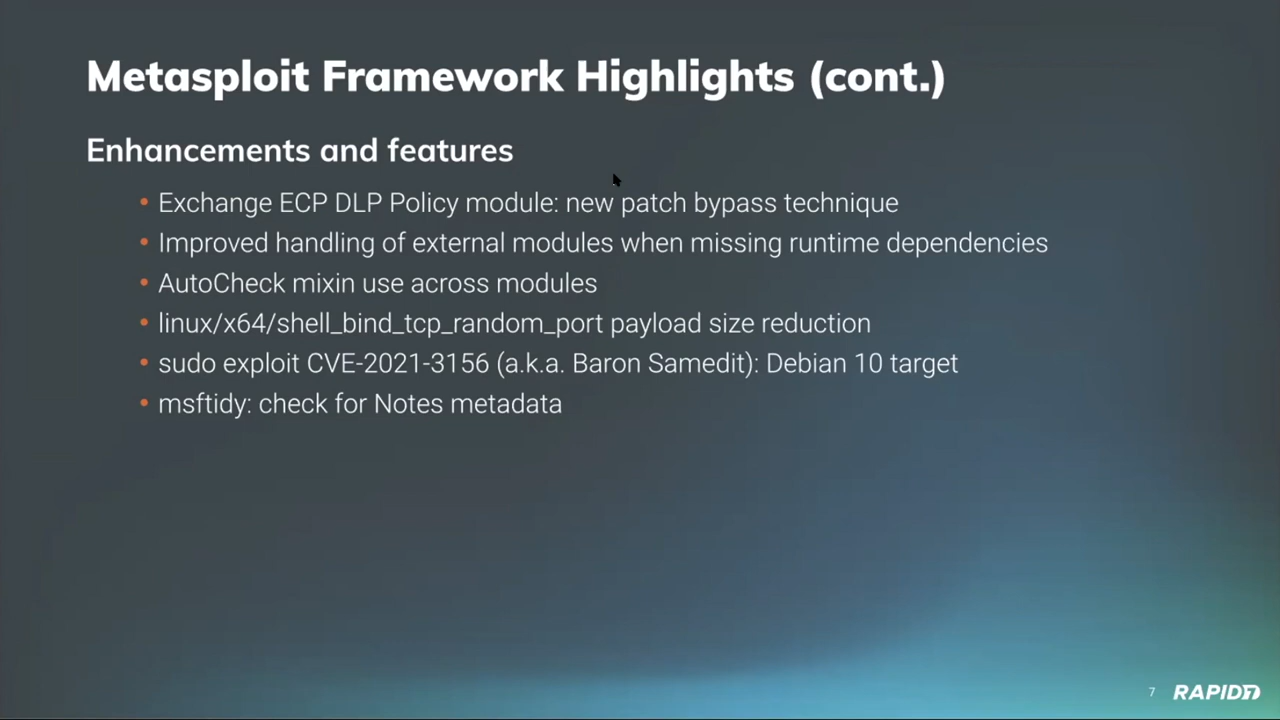 Metasploit Framework Highlights (cont.)
Enhancements and features
• Exchange ECP DLP Policy module: new patch bypass technique
• Improved handling of external modules when missing runtime dependencies
• AutoCheck mixin use across modules
• linux/x64/shell_bind_tcp_random_port payload size reduction
• sudo exploit CVE-2021-3156 (a.k.a. Baron Samedit): Debian 10 target
• msftidy: check for Notes metadata
7 RAPID7